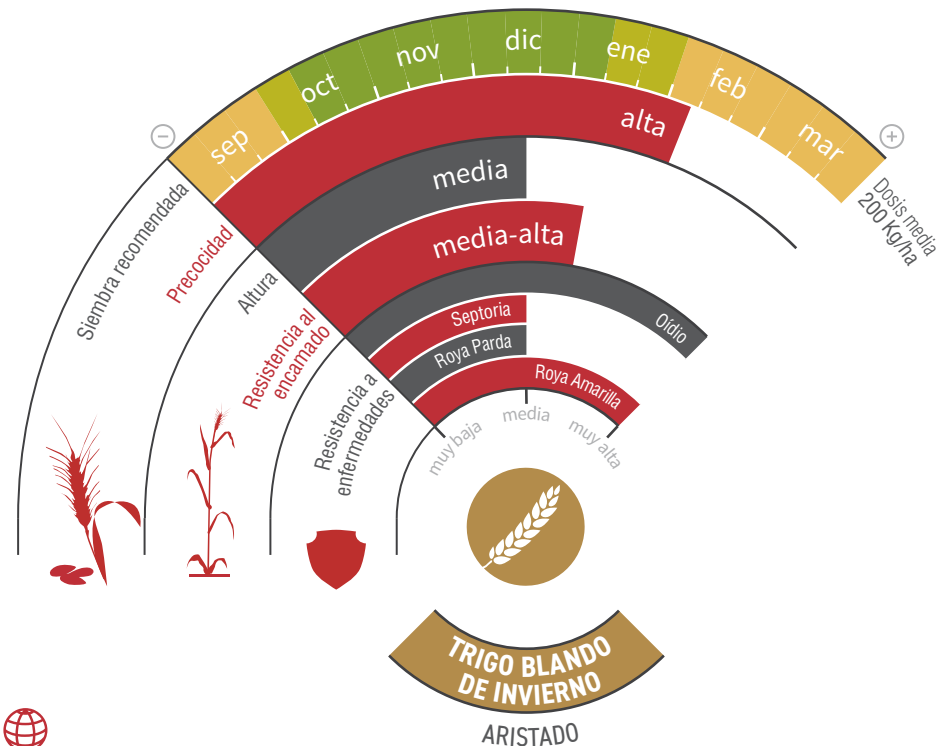 sep
oct
nov
dic
ene
feb
mar
−
+
Siembra recomendada
Dosis media
200 Kg/ha
Precocidad
alta
Altura
media
Resistencia al
encamado
media-alta
Resistencia a
enfermedades
Oídio
Septoria
Roya Parda
Roya Amarilla
muy baja
media
muy alta
TRIGO BLANDO
DE INVIERNO
ARISTADO